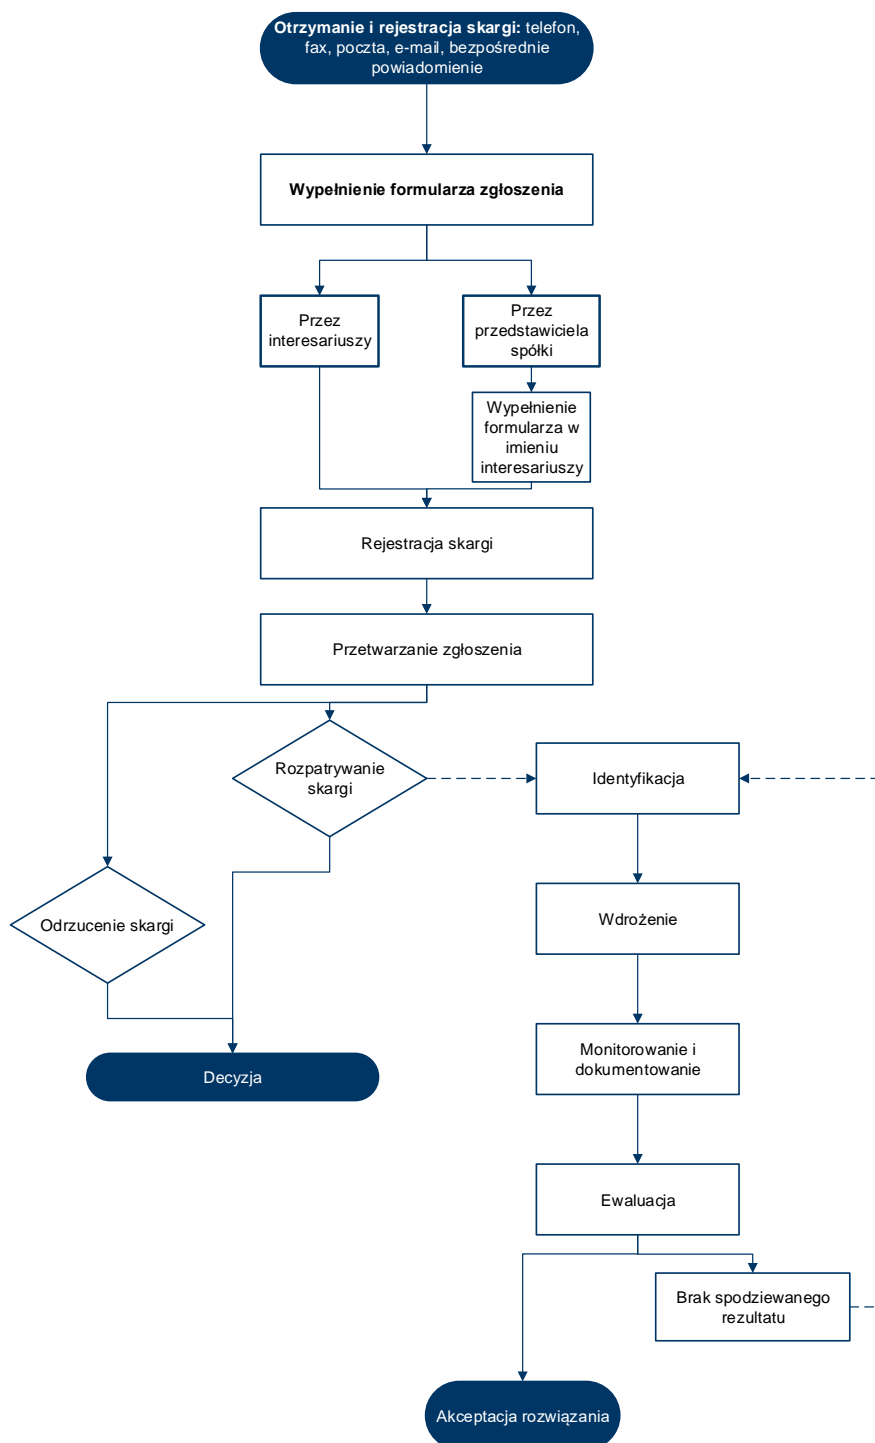 Otrzymanie i rejestracja skargi: telefon,
fax, poczta, e-mail, bezpośrednie
powiadomienie
Wypełnienie formularza zgłoszenia
Przez
interesariuszy
Przez
przedstawiciela
spółki
Wypełnienie
formularza w
imieniu
interesariuszy
Rejestracja skargi
Przetwarzanie zgłoszenia
Rozpatrywanie
skargi
Identyfikacja
Odrzucenie skargi
Wdrożenie
Monitorowanie i
dokumentowanie
Decyzja
Ewaluacja
Brak spodziewanego
rezultatu
Akceptacja rozwiązania